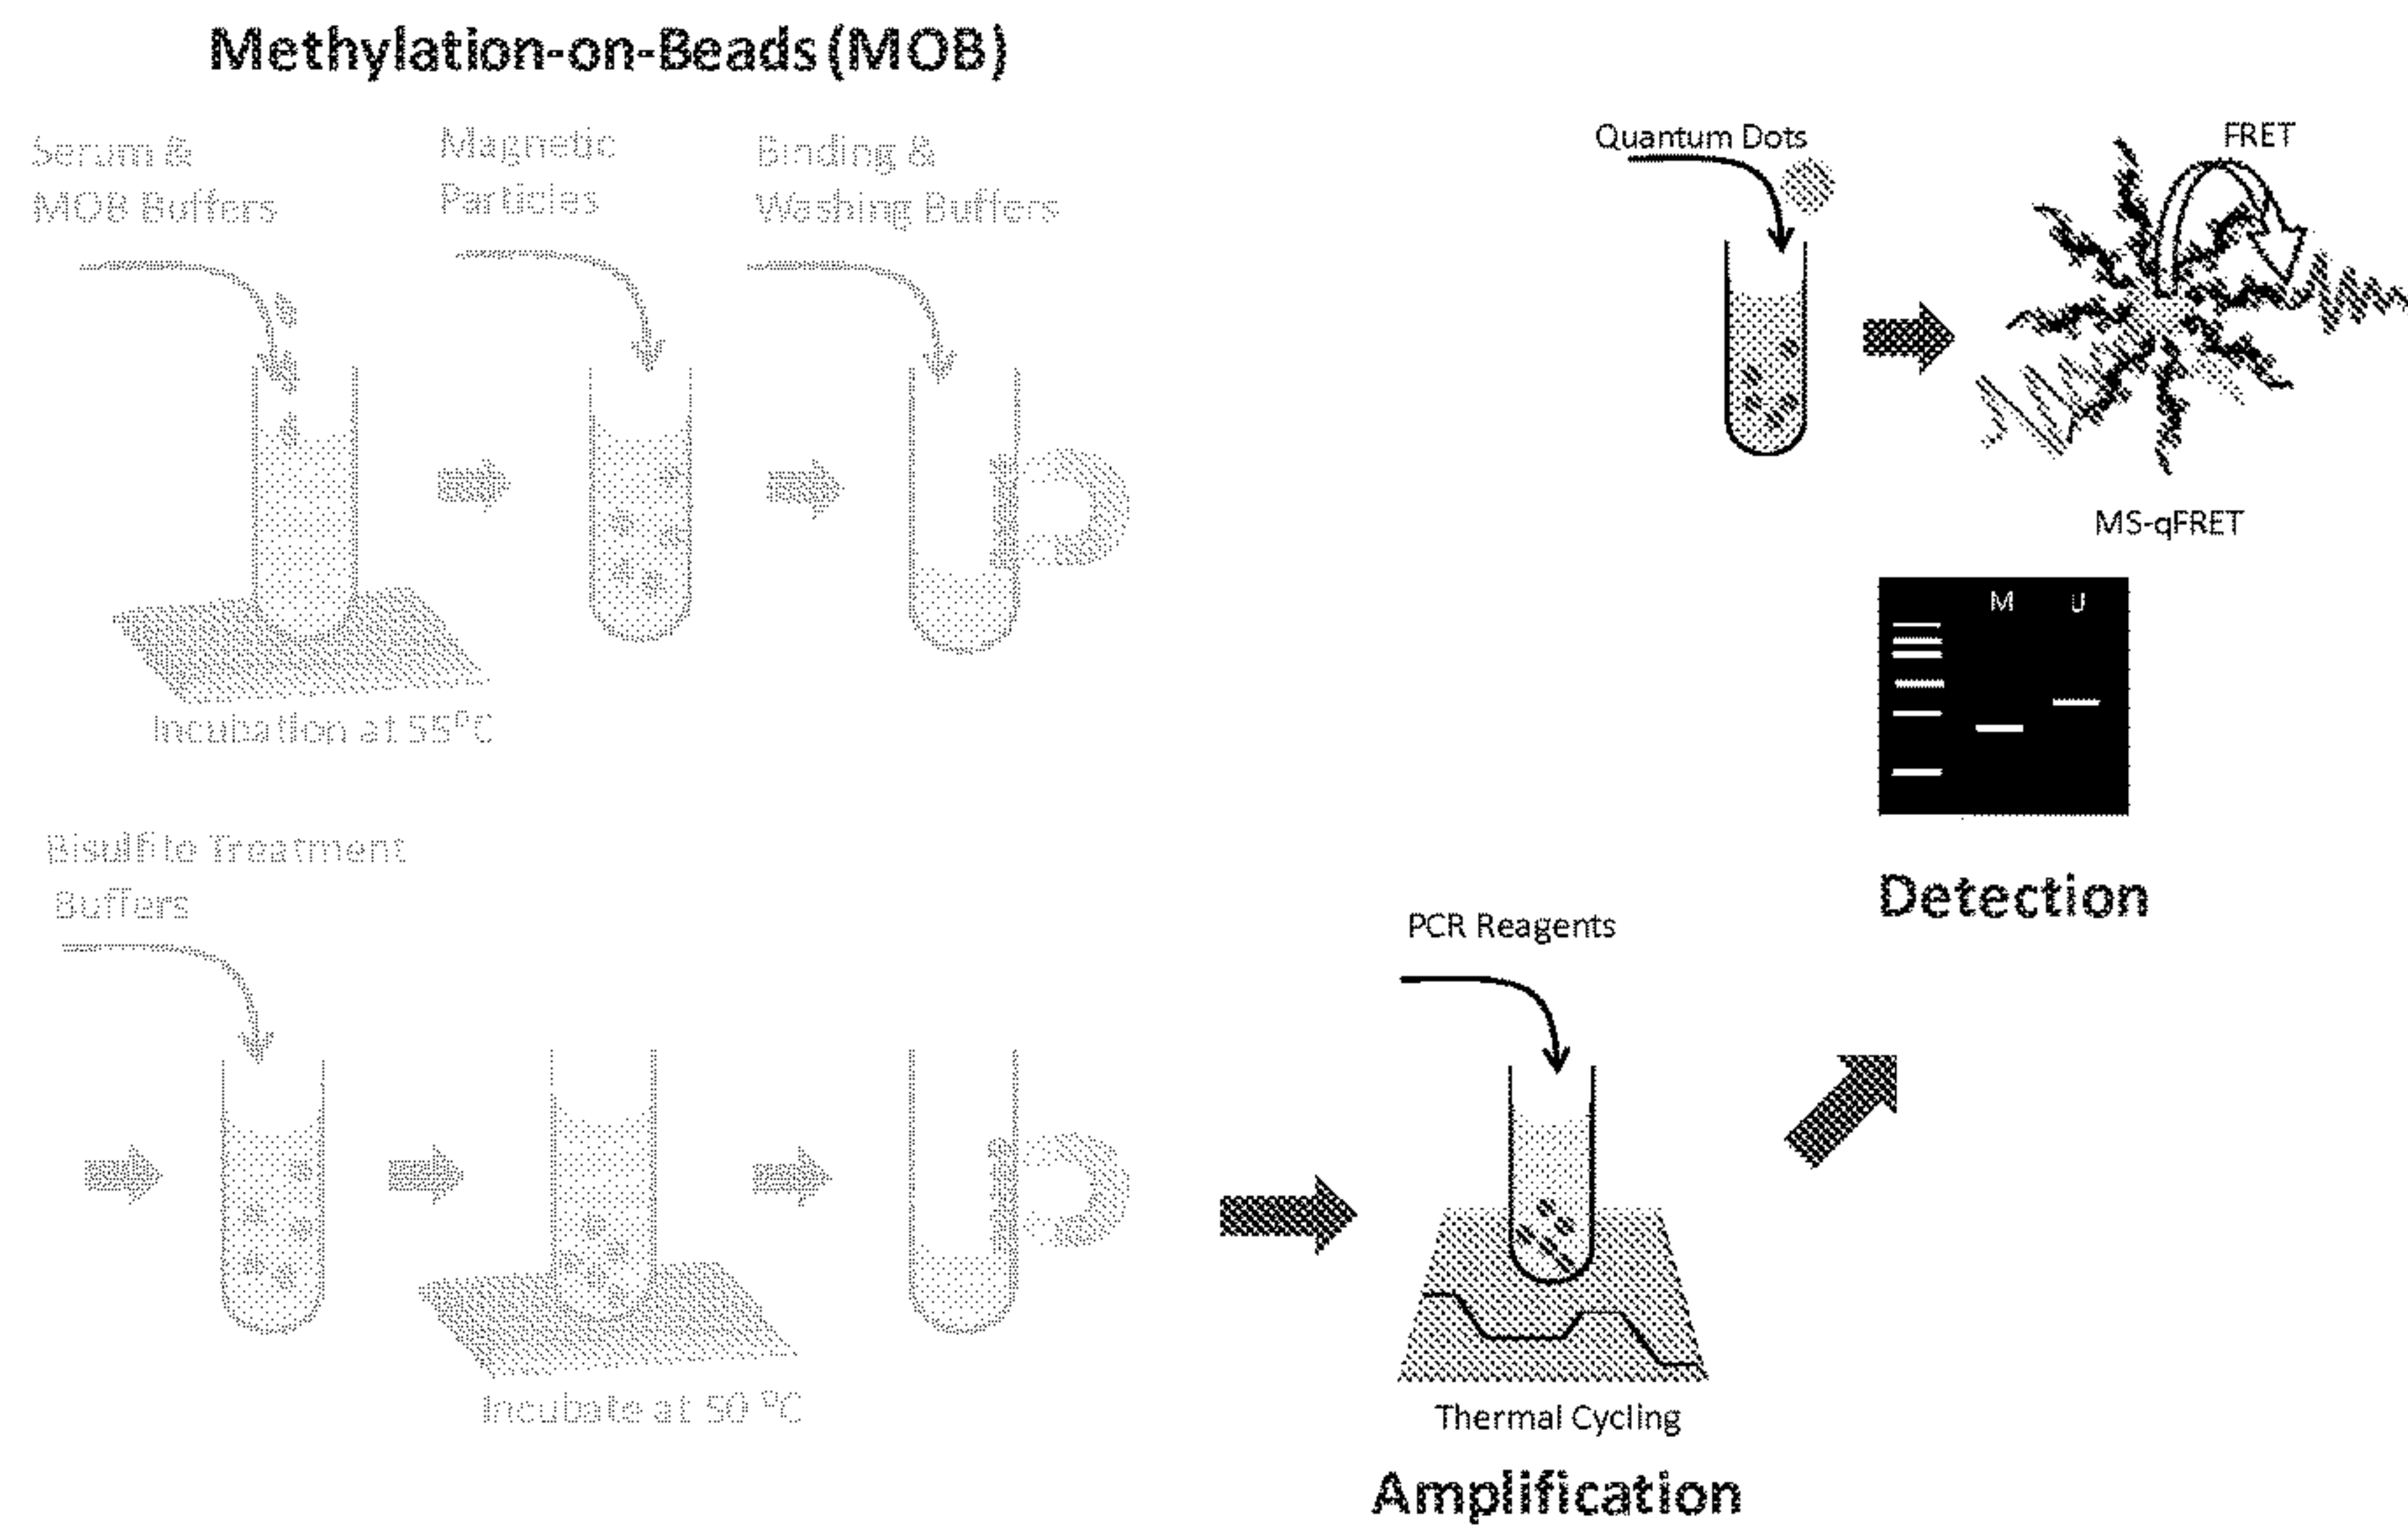 Methylation-on-Beads (MOB)
Serum &
MOB Buffers
Magnetic
Particles
Binding &
Washing Buffers
Incubation at 55°C
Bisulfite Treatment
Buffers
Incubate at 50 °C
PCR Reagents
Thermal Cycling
Amplification
Quantum Dots
FRET
MS-qFRET
M U
Detection